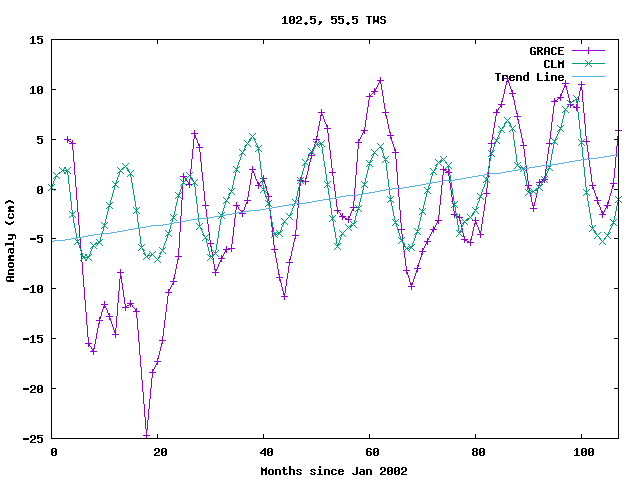 102.5, 55.5 TWS
GRACE
CLM
Trend Line
15
10
5
0
-5
-10
-15
-20
-25
Anomaly (cm)
0 20 40 60 80 100
Months since Jan 2002